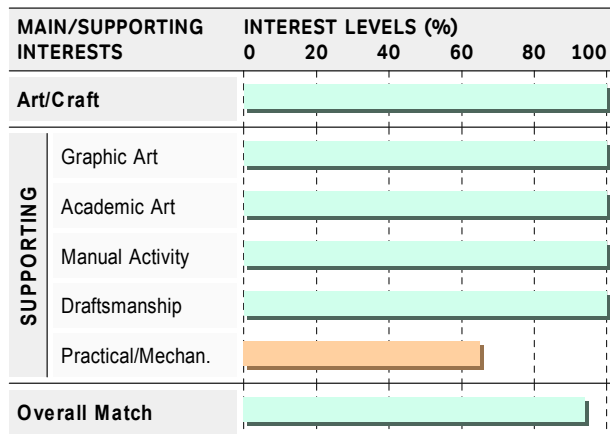 MAIN/SUPPORTING INTERESTS
INTEREST LEVELS (%)
0 20 40 60 80 100
Art/Craft
SUPPORTING
Graphic Art
Academic Art
Manual Activity
Draftsmanship
Practical/Mechan.
Overall Match